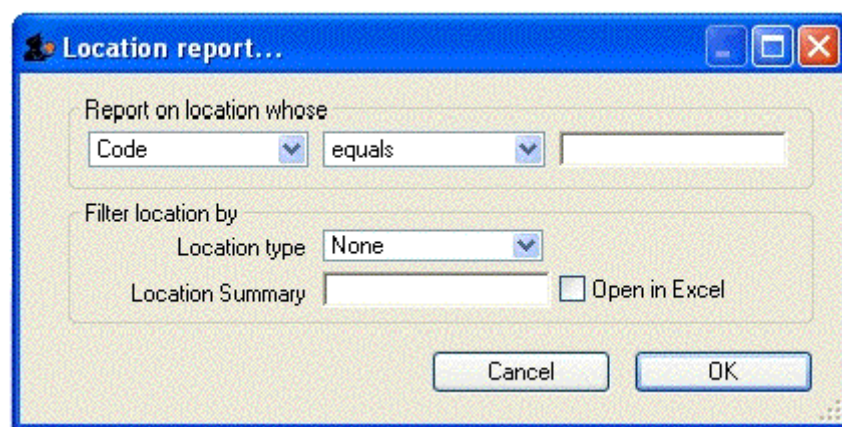 Location report...
Report on location whose
Code equals
Filter location by
Location type None
Location Summary Open in Excel
Cancel OK